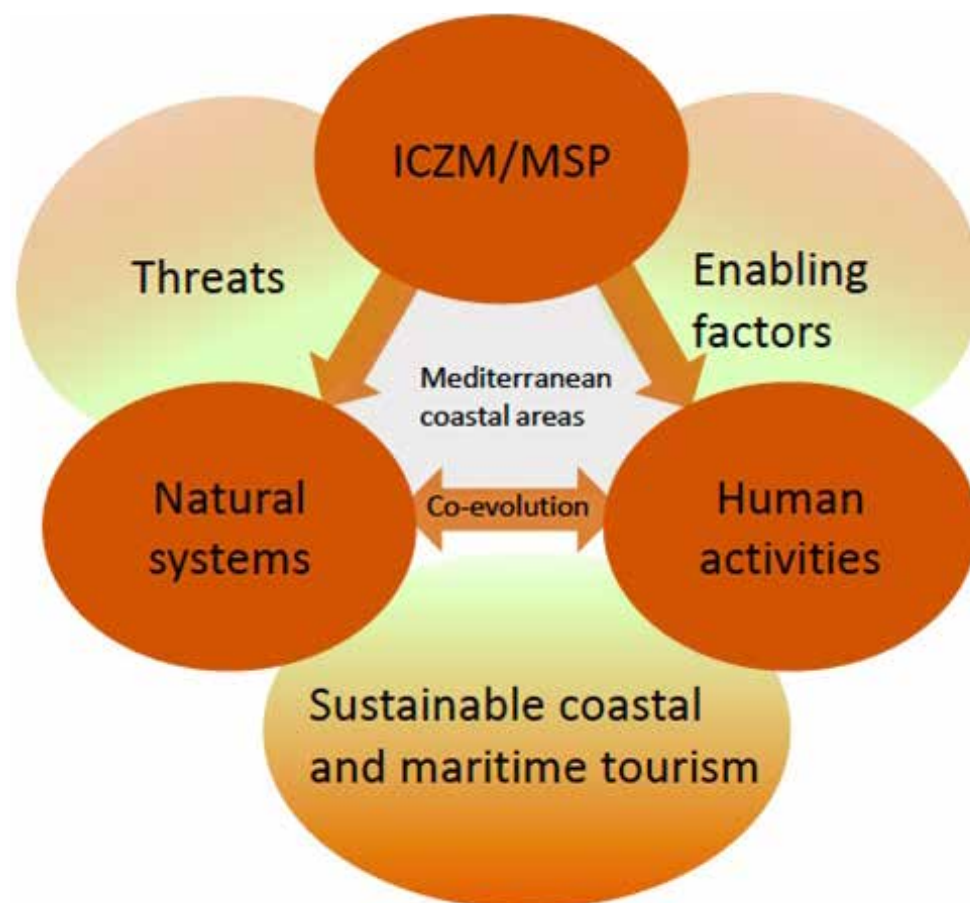 ICZM/MSP
Threats
Enabling
factors
Mediterranean
coastal areas
Natural
systems
Co-evolution
Human
activities
Sustainable coastal
and maritime tourism